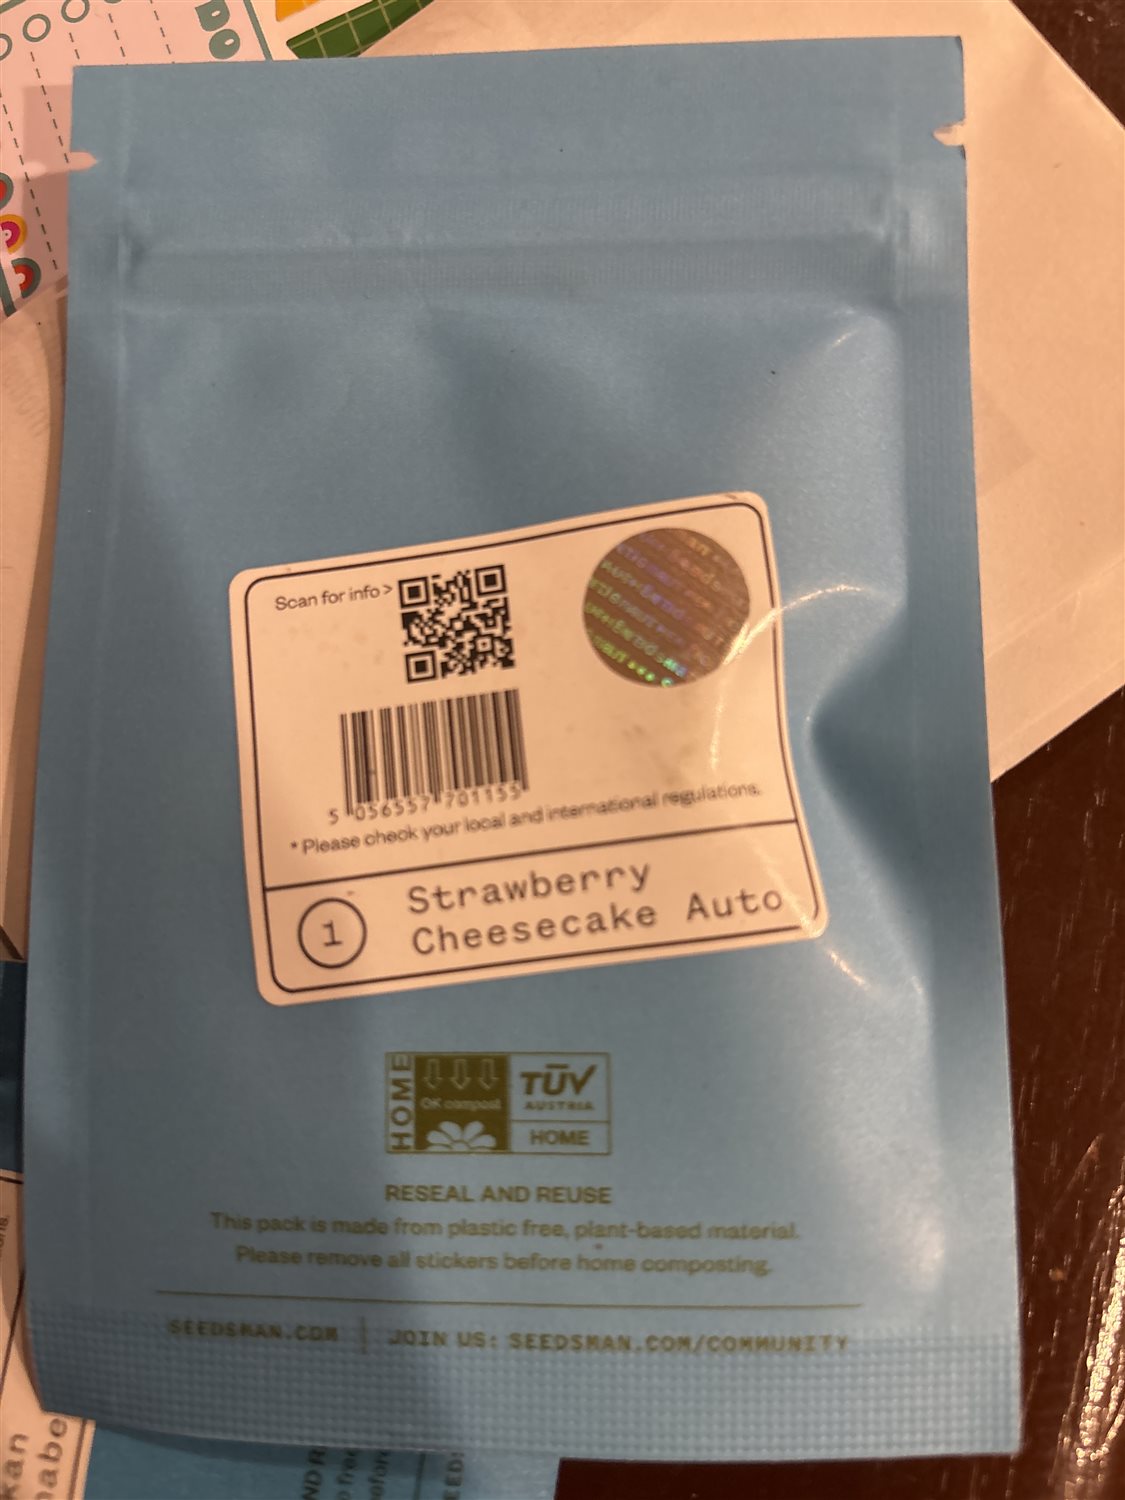 DO
Scan for info >
5 056557 701155
* Please check your local and international regulations.
1
Strawberry
Cheesecake Auto
HOME
OK compost
TÜV
AUSTRIA
HOME
RESEAL AND REUSE
This pack is made from plastic free, plant-based material.
Please remove all stickers before home composting.
SEEDSMAN.COM | JOIN US: SEEDSMAN.COM/COMMUNITY